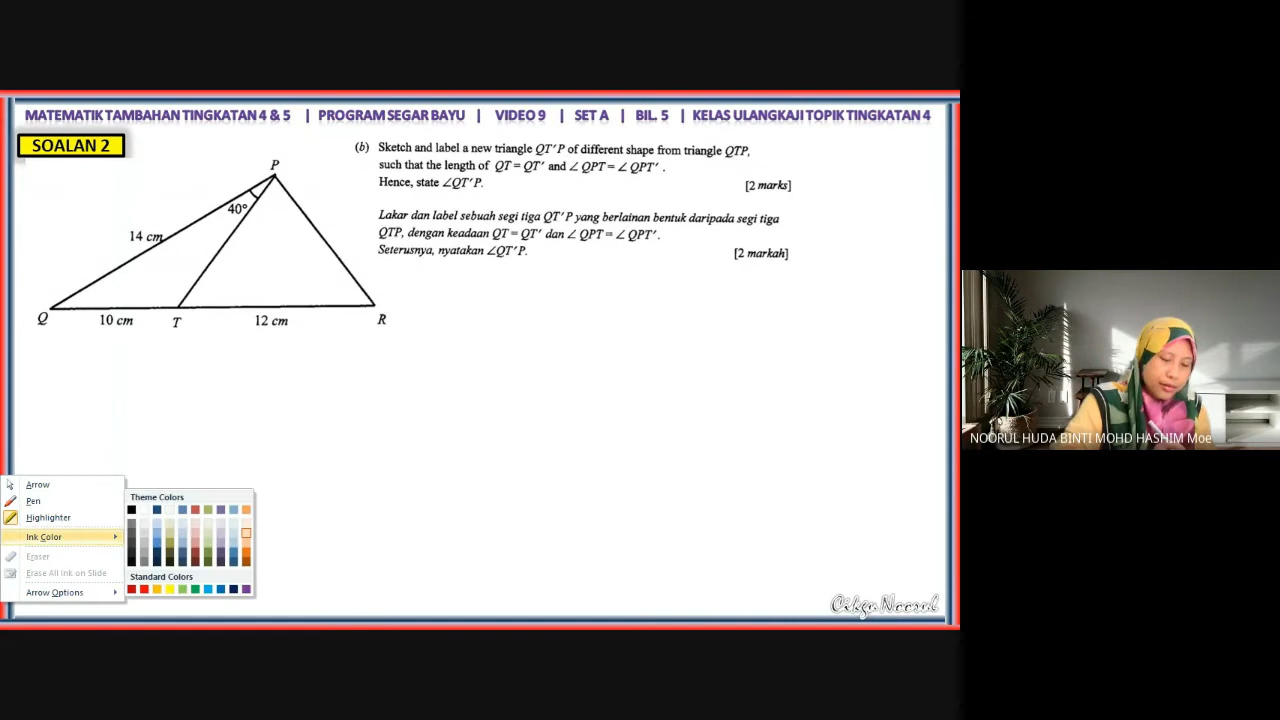 MATEMATIK TAMBAHAN TINGKATAN 4 & 5 | PROGRAM SEGAR BAYU | VIDEO 9 | SET A | BIL. 5 | KELAS ULANGKAJI TOPIK TINGKATAN 4
SOALAN 2
(b) Sketch and label a new triangle QT'P of different shape from triangle QTP,
such that the length of QT = QT' and ∠QPT = ∠QPT'.
Hence, state ∠QT'P.
[2 marks]
Lakar dan label sebuah segi tiga QT'P yang berlainan bentuk daripada segi tiga
QTP, dengan keadaan QT = QT' dan ∠QPT = ∠QPT'.
Seterusnya, nyatakan ∠QT'P.
[2 markah]
P
40°
14 cm
Q
10 cm
T
12 cm
R
Arrow
Pen
Highlighter
Ink Color
Eraser
Erase All Ink on Slide
Arrow Options
Theme Colors
Standard Colors
Cikgu Noorul
NOORUL HUDA BINTI MOHD HASHIM Moe